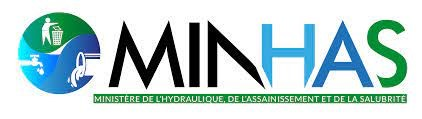 MINHAS
MINISTÈRE DE L'HYDRAULIQUE, DE L'ASSAINISSEMENT ET DE LA SALUBRITÉ